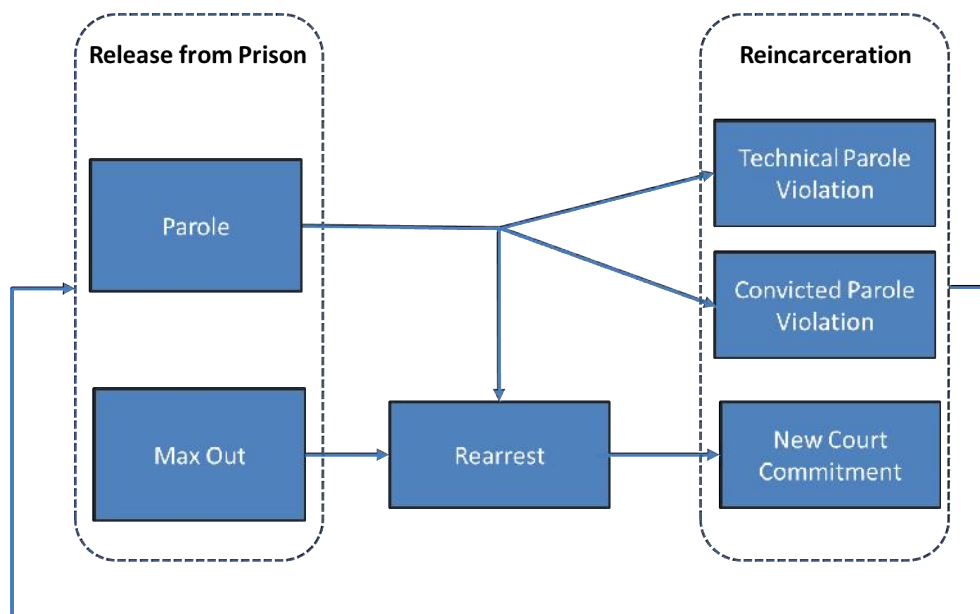 Release from Prison
Reincarceration
Parole
Technical Parole
Violation
Convicted Parole
Violation
Max Out
Rearrest
New Court
Commitment